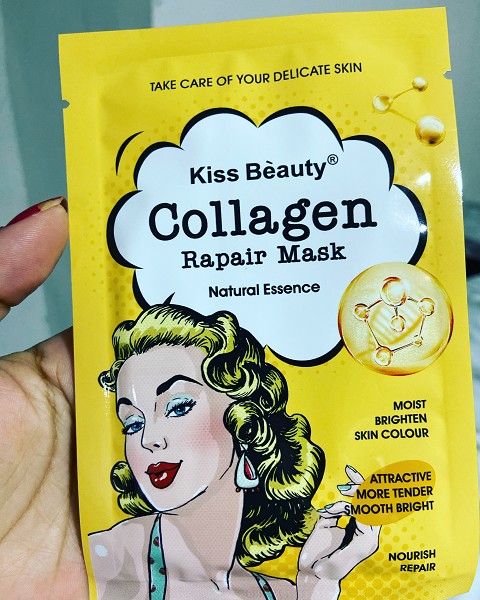 TAKE CARE OF YOUR DELICATE SKIN
Kiss Bèauty®
Collagen
Rapair Mask
Natural Essence
MOIST
BRIGHTEN
SKIN COLOUR
ATTRACTIVE
MORE TENDER
SMOOTH BRIGHT
NOURISH
REPAIR